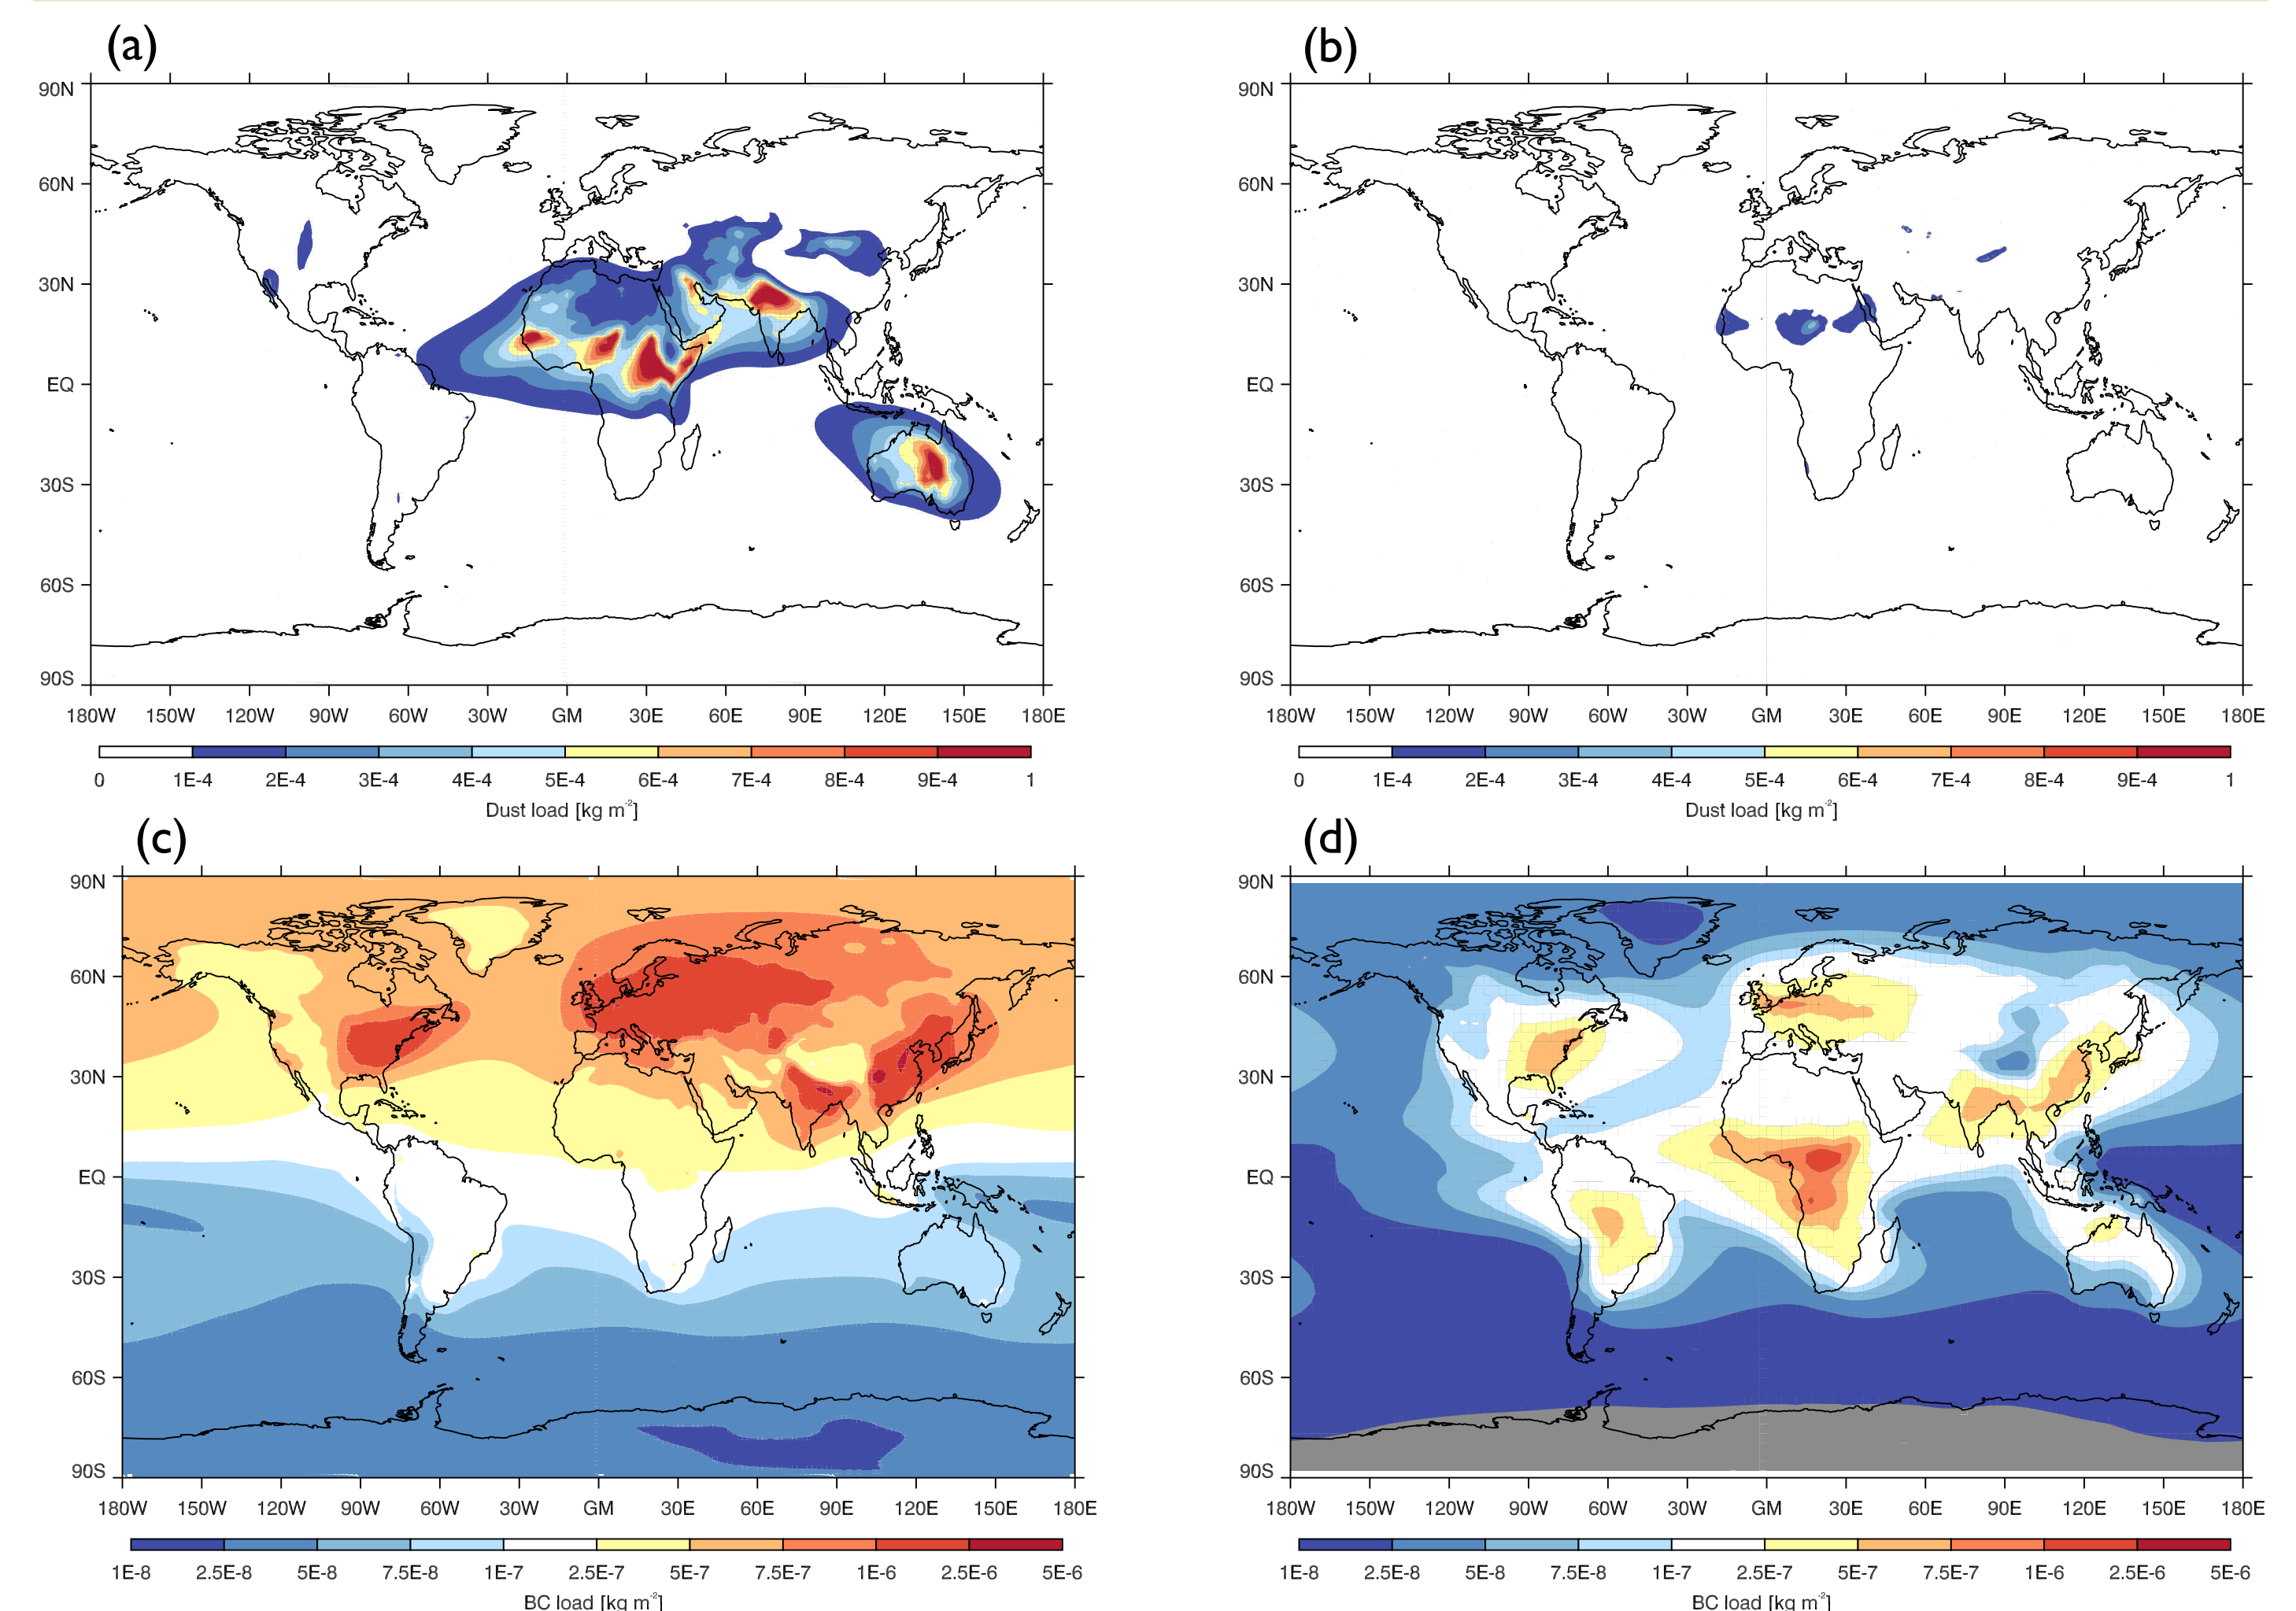 (a)
(b)
90N
60N
30N
EQ
30S
60S
90S
180W 150W 120W 90W 60W 30W GM 30E 60E 90E 120E 150E 180E
0 1E-4 2E-4 3E-4 4E-4 5E-4 6E-4 7E-4 8E-4 9E-4 1
Dust load [kg m-2]
90N
60N
30N
EQ
30S
60S
90S
180W 150W 120W 90W 60W 30W GM 30E 60E 90E 120E 150E 180E
0 1E-4 2E-4 3E-4 4E-4 5E-4 6E-4 7E-4 8E-4 9E-4 1
Dust load [kg m-2]
(c)
(d)
90N
60N
30N
EQ
30S
60S
90S
180W 150W 120W 90W 60W 30W GM 30E 60E 90E 120E 150E 180E
1E-8 2.5E-8 5E-8 7.5E-8 1E-7 2.5E-7 5E-7 7.5E-7 1E-6 2.5E-6 5E-6
BC load [kg m-2]
90N
60N
30N
EQ
30S
60S
90S
180W 150W 120W 90W 60W 30W GM 30E 60E 90E 120E 150E 180E
1E-8 2.5E-8 5E-8 7.5E-8 1E-7 2.5E-7 5E-7 7.5E-7 1E-6 2.5E-6 5E-6
BC load [kg m-2]